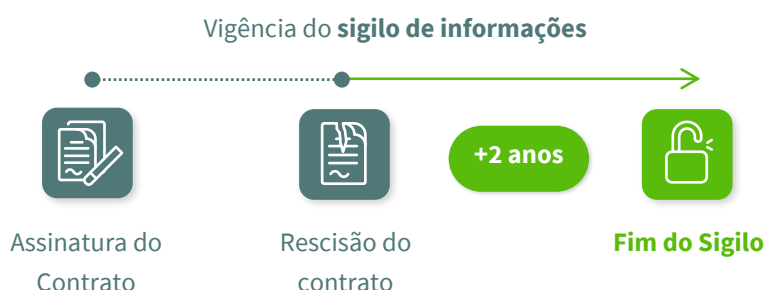 Vigência do sigilo de informações
+2 anos
Assinatura do
Contrato
Rescisão do
contrato
Fim do Sigilo